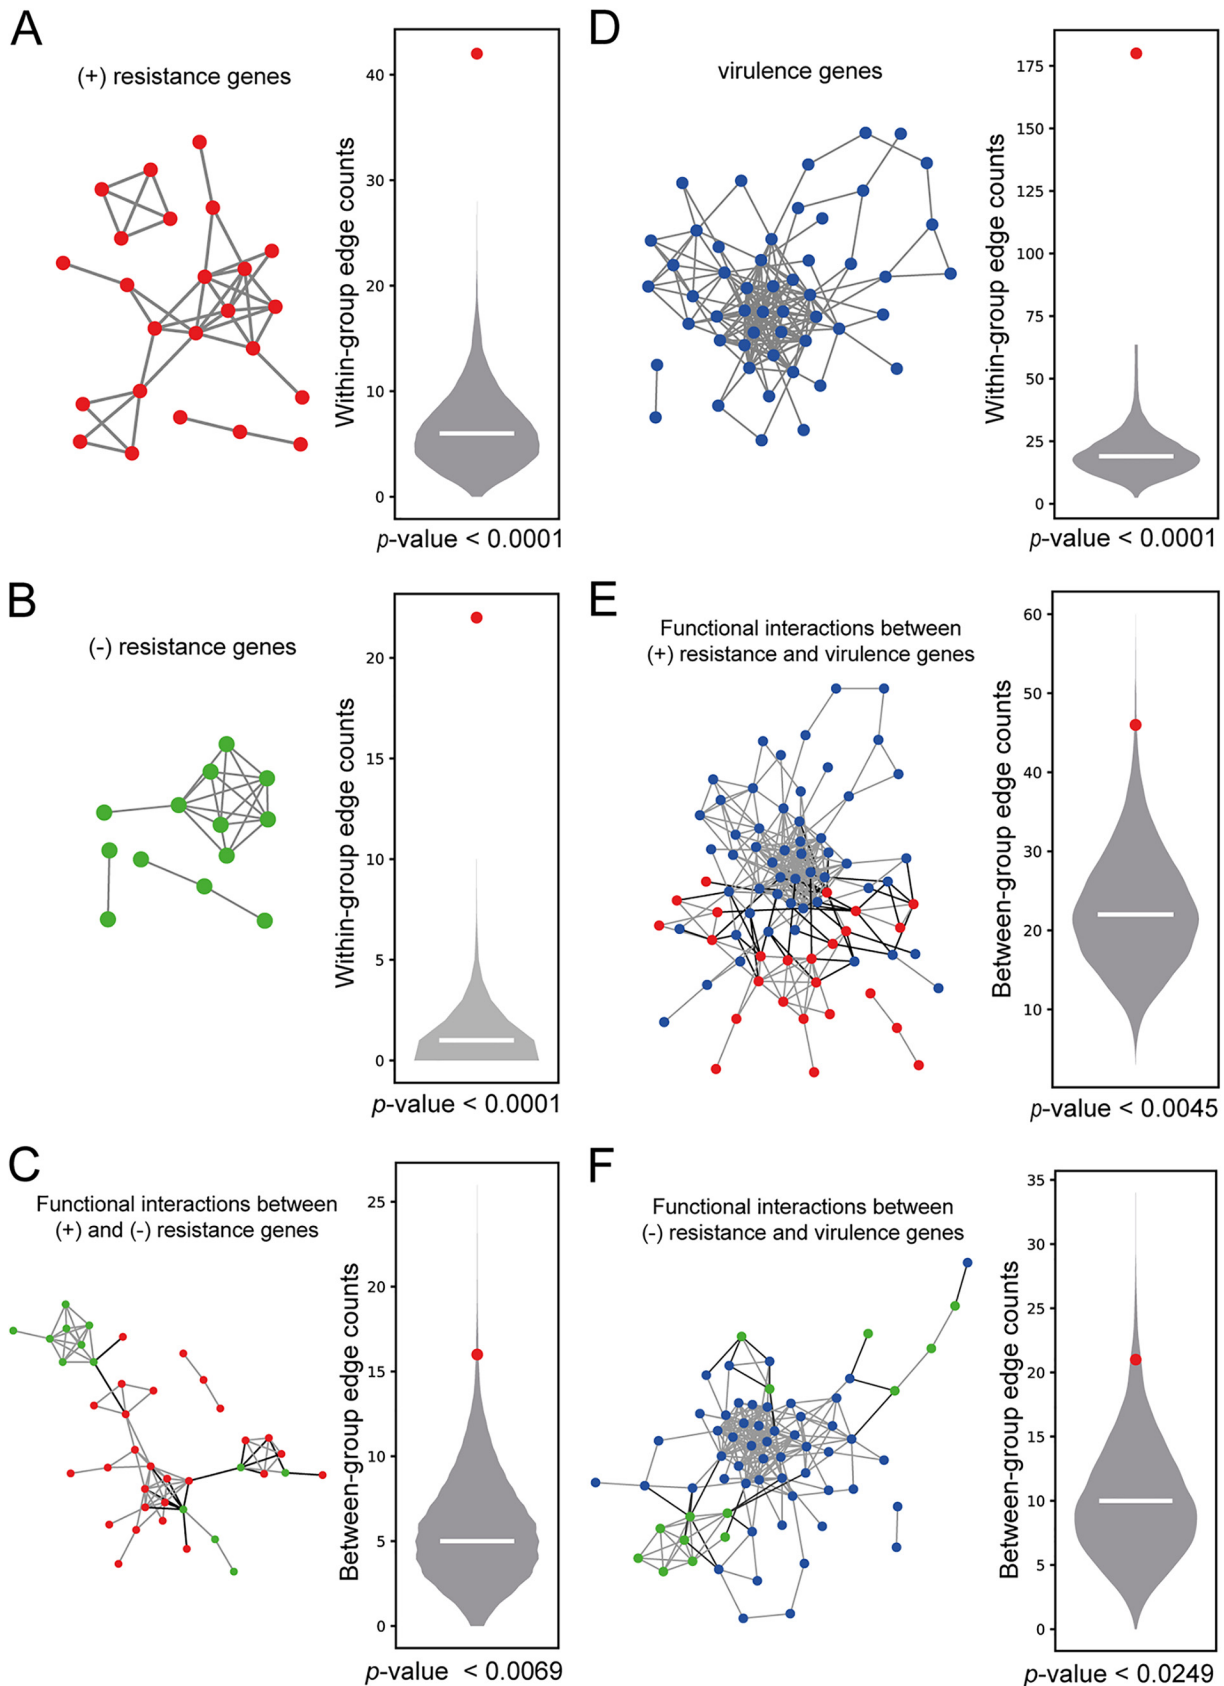 A
(+) resistance genes
Within-group edge counts
40
30
20
10
0
p-value < 0.0001
D
virulence genes
Within-group edge counts
175
150
125
100
75
50
25
0
p-value < 0.0001
B
(-) resistance genes
Within-group edge counts
20
15
10
5
0
p-value < 0.0001
E
Functional interactions between
(+) resistance and virulence genes
Between-group edge counts
60
50
40
30
20
10
p-value < 0.0045
C
Functional interactions between
(+) and (-) resistance genes
Between-group edge counts
25
20
15
10
5
0
p-value < 0.0069
F
Functional interactions between
(-) resistance and virulence genes
Between-group edge counts
35
30
25
20
15
10
5
0
p-value < 0.0249